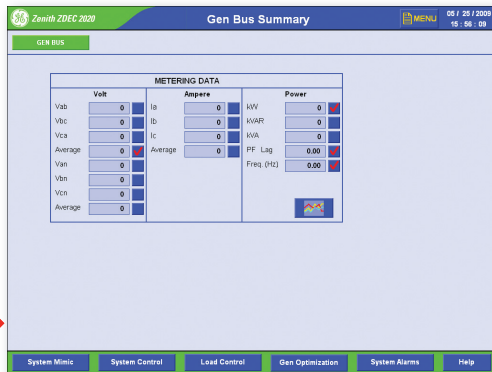 Zenith ZDEC 2020
Gen Bus Summary
MENU
05 / 25 / 2009
15 : 56 : 09
GEN BUS
METERING DATA
Volt Ampere Power
Vab 0 Ia 0 kW 0
Vbc 0 Ib 0 kVAR 0
Vca 0 Ic 0 kVA 0
Average 0 Average 0 PF Lag 0.00
Van 0 Freq. (Hz) 0.00
Vbn 0
Vcn 0
Average 0
System Mimic System Control Load Control Gen Optimization System Alarms Help